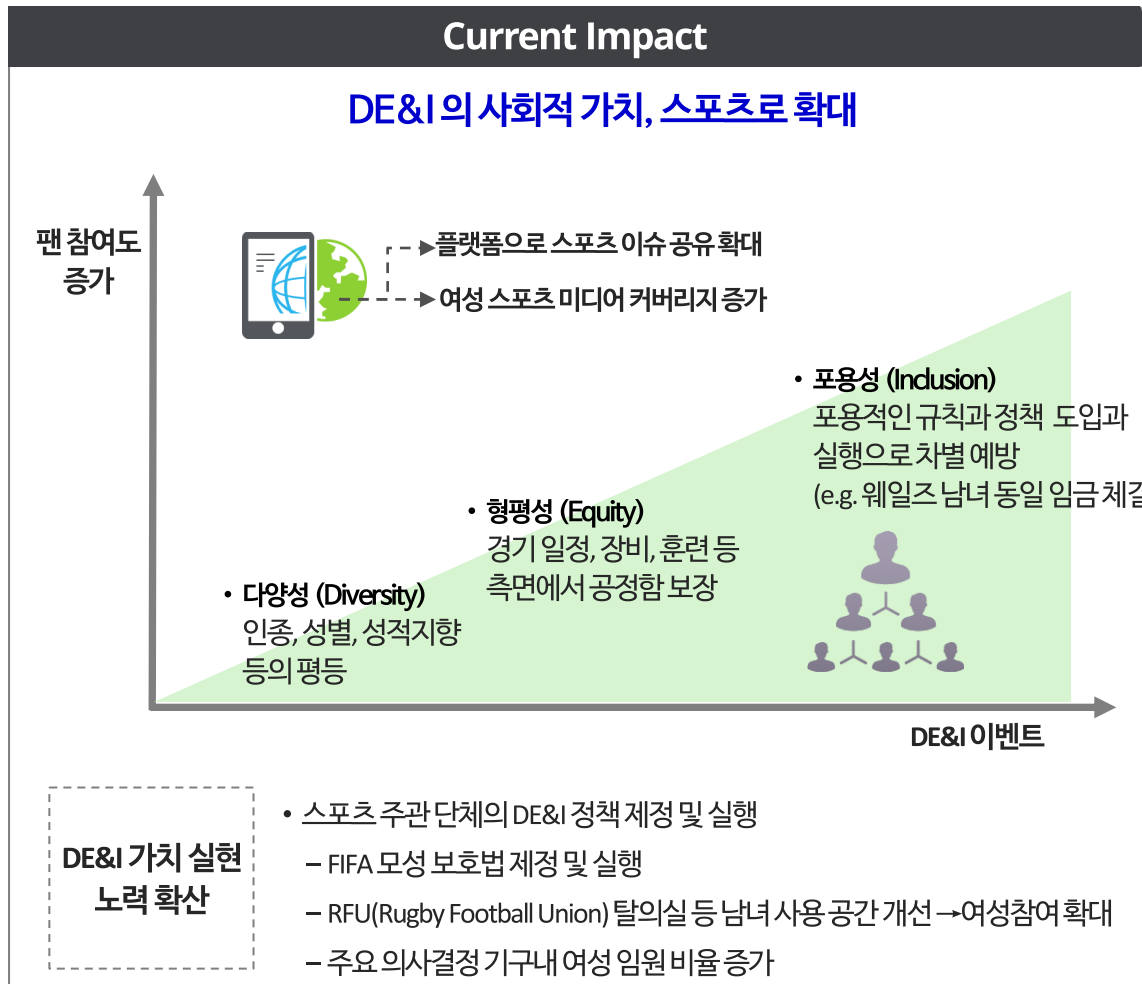 Current Impact
DE&I 의 사회적 가치, 스포츠로 확대
팬 참여도
증가
플랫폼으로 스포츠 이슈 공유 확대
여성 스포츠 미디어 커버리지 증가
• 포용성 (Inclusion)
포용적인 규칙과 정책 도입과
실행으로 차별 예방
(e.g. 웨일즈 남녀 동일 임금 체결
• 형평성 (Equity)
경기 일정, 장비, 훈련 등
측면에서 공정함 보장
• 다양성 (Diversity)
인종, 성별, 성적지향
등의 평등
DE&I 이벤트
DE&I 가치 실현
노력 확산
• 스포츠 주관 단체의 DE&I 정책 제정 및 실행
– FIFA 모성 보호법 제정 및 실행
– RFU(Rugby Football Union) 탈의실 등 남녀 사용 공간 개선 →여성참여 확대
– 주요 의사결정 기구내 여성 임원 비율 증가